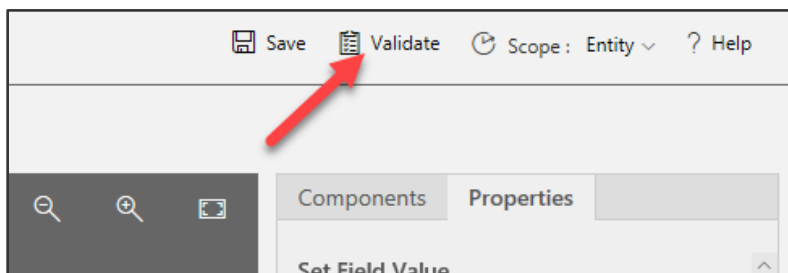 Save Validate Scope : Entity ? Help
Components Properties
Set Field Value